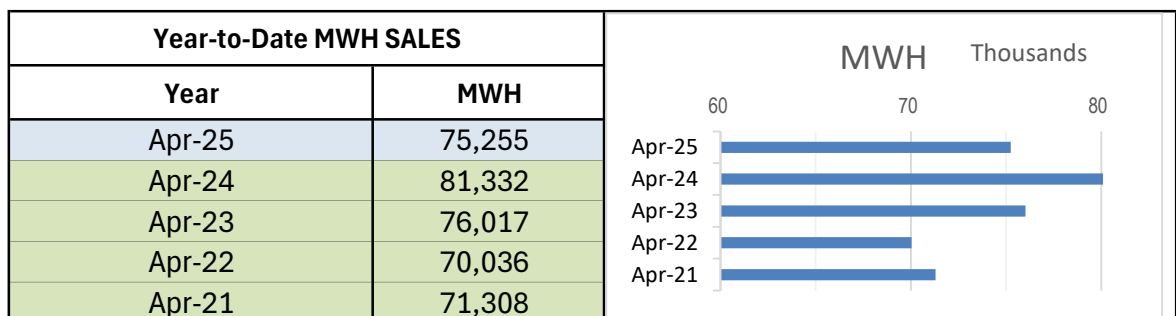 Year-to-Date MWH SALES
Year MWH
Apr-25 75,255
Apr-24 81,332
Apr-23 76,017
Apr-22 70,036
Apr-21 71,308
MWH Thousands
60 70 80
Apr-25
Apr-24
Apr-23
Apr-22
Apr-21